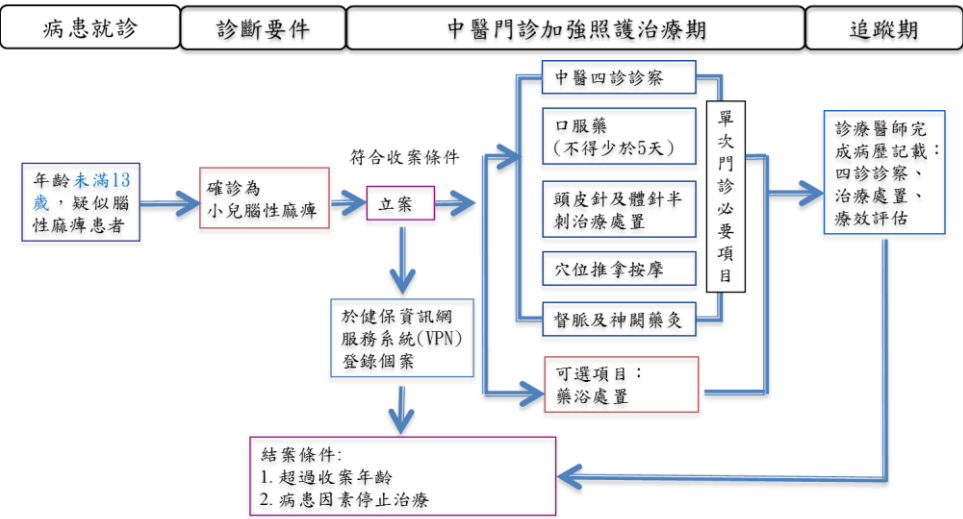 病患就診
診斷要件
中醫門診加強照護治療期
追蹤期
年齡未滿13
歲，疑似腦
性麻痺患者
確診為
小兒腦性麻痺
符合收案條件
立案
於健保資訊網
服務系統(VPN)
登錄個案
中醫四診診察
口服藥
(不得少於5天)
頭皮針及體針半
刺治療處置
穴位推拿按摩
督脈及神闕藥灸
單次門診必要項目
可選項目：
藥浴處置
診療醫師完
成病歷記載：
四診診察、
治療處置、
療效評估
結案條件:
1. 超過收案年齡
2. 病患因素停止治療